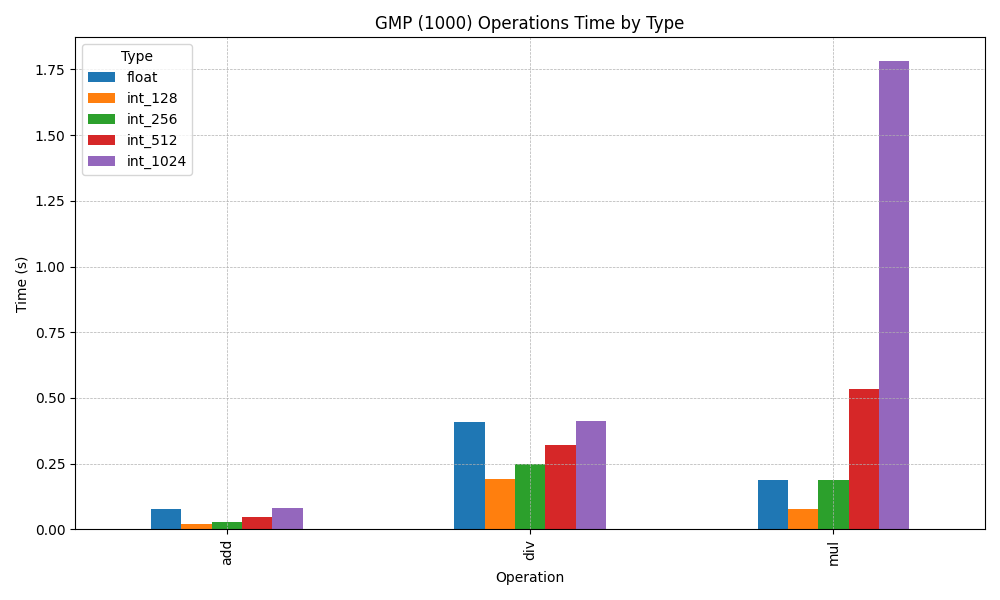 GMP (1000) Operations Time by Type
Type
float
int_128
int_256
int_512
int_1024
Time (s)
1.75
1.50
1.25
1.00
0.75
0.50
0.25
0.00
add
div
mul
Operation